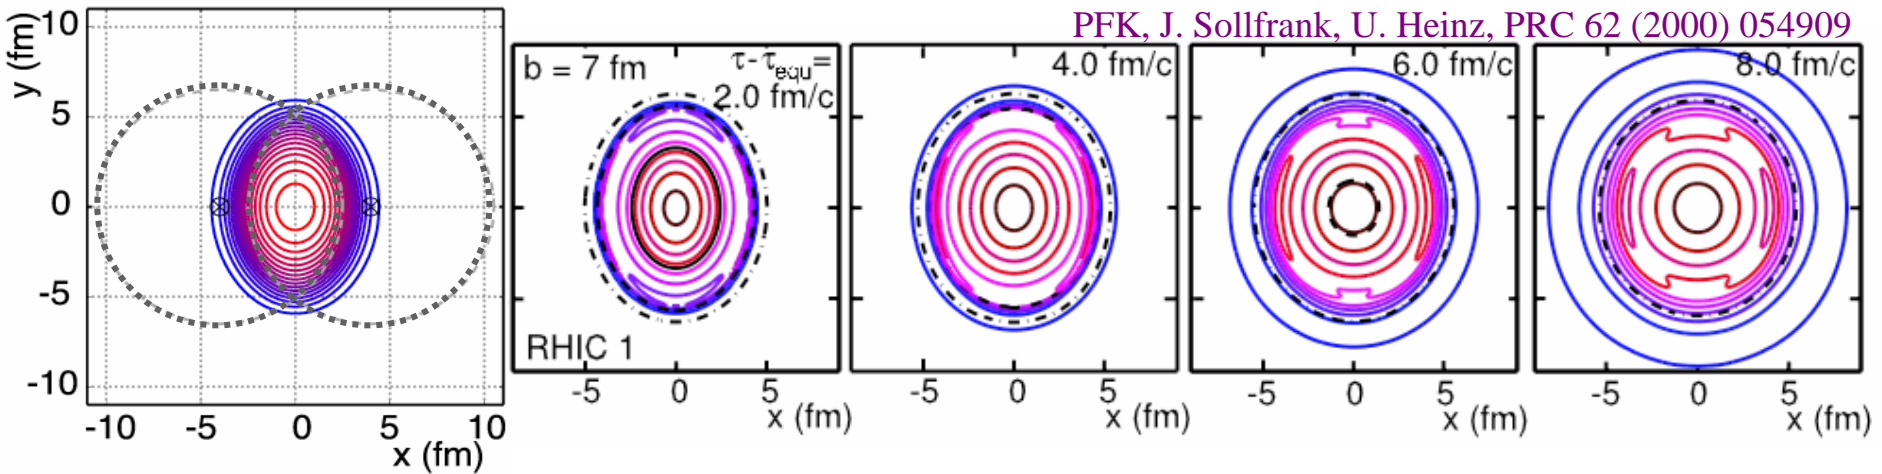 PFK, J. Sollfrank, U. Heinz, PRC 62 (2000) 054909
y (fm)
10
5
0
-5
-10
-10 -5 0 5 10
x (fm)
b = 7 fm τ-τequ=
2.0 fm/c
RHIC 1
-5 0 5
x (fm)
4.0 fm/c
-5 0 5
x (fm)
6.0 fm/c
-5 0 5
x (fm)
8.0 fm/c
-5 0 5
x (fm)